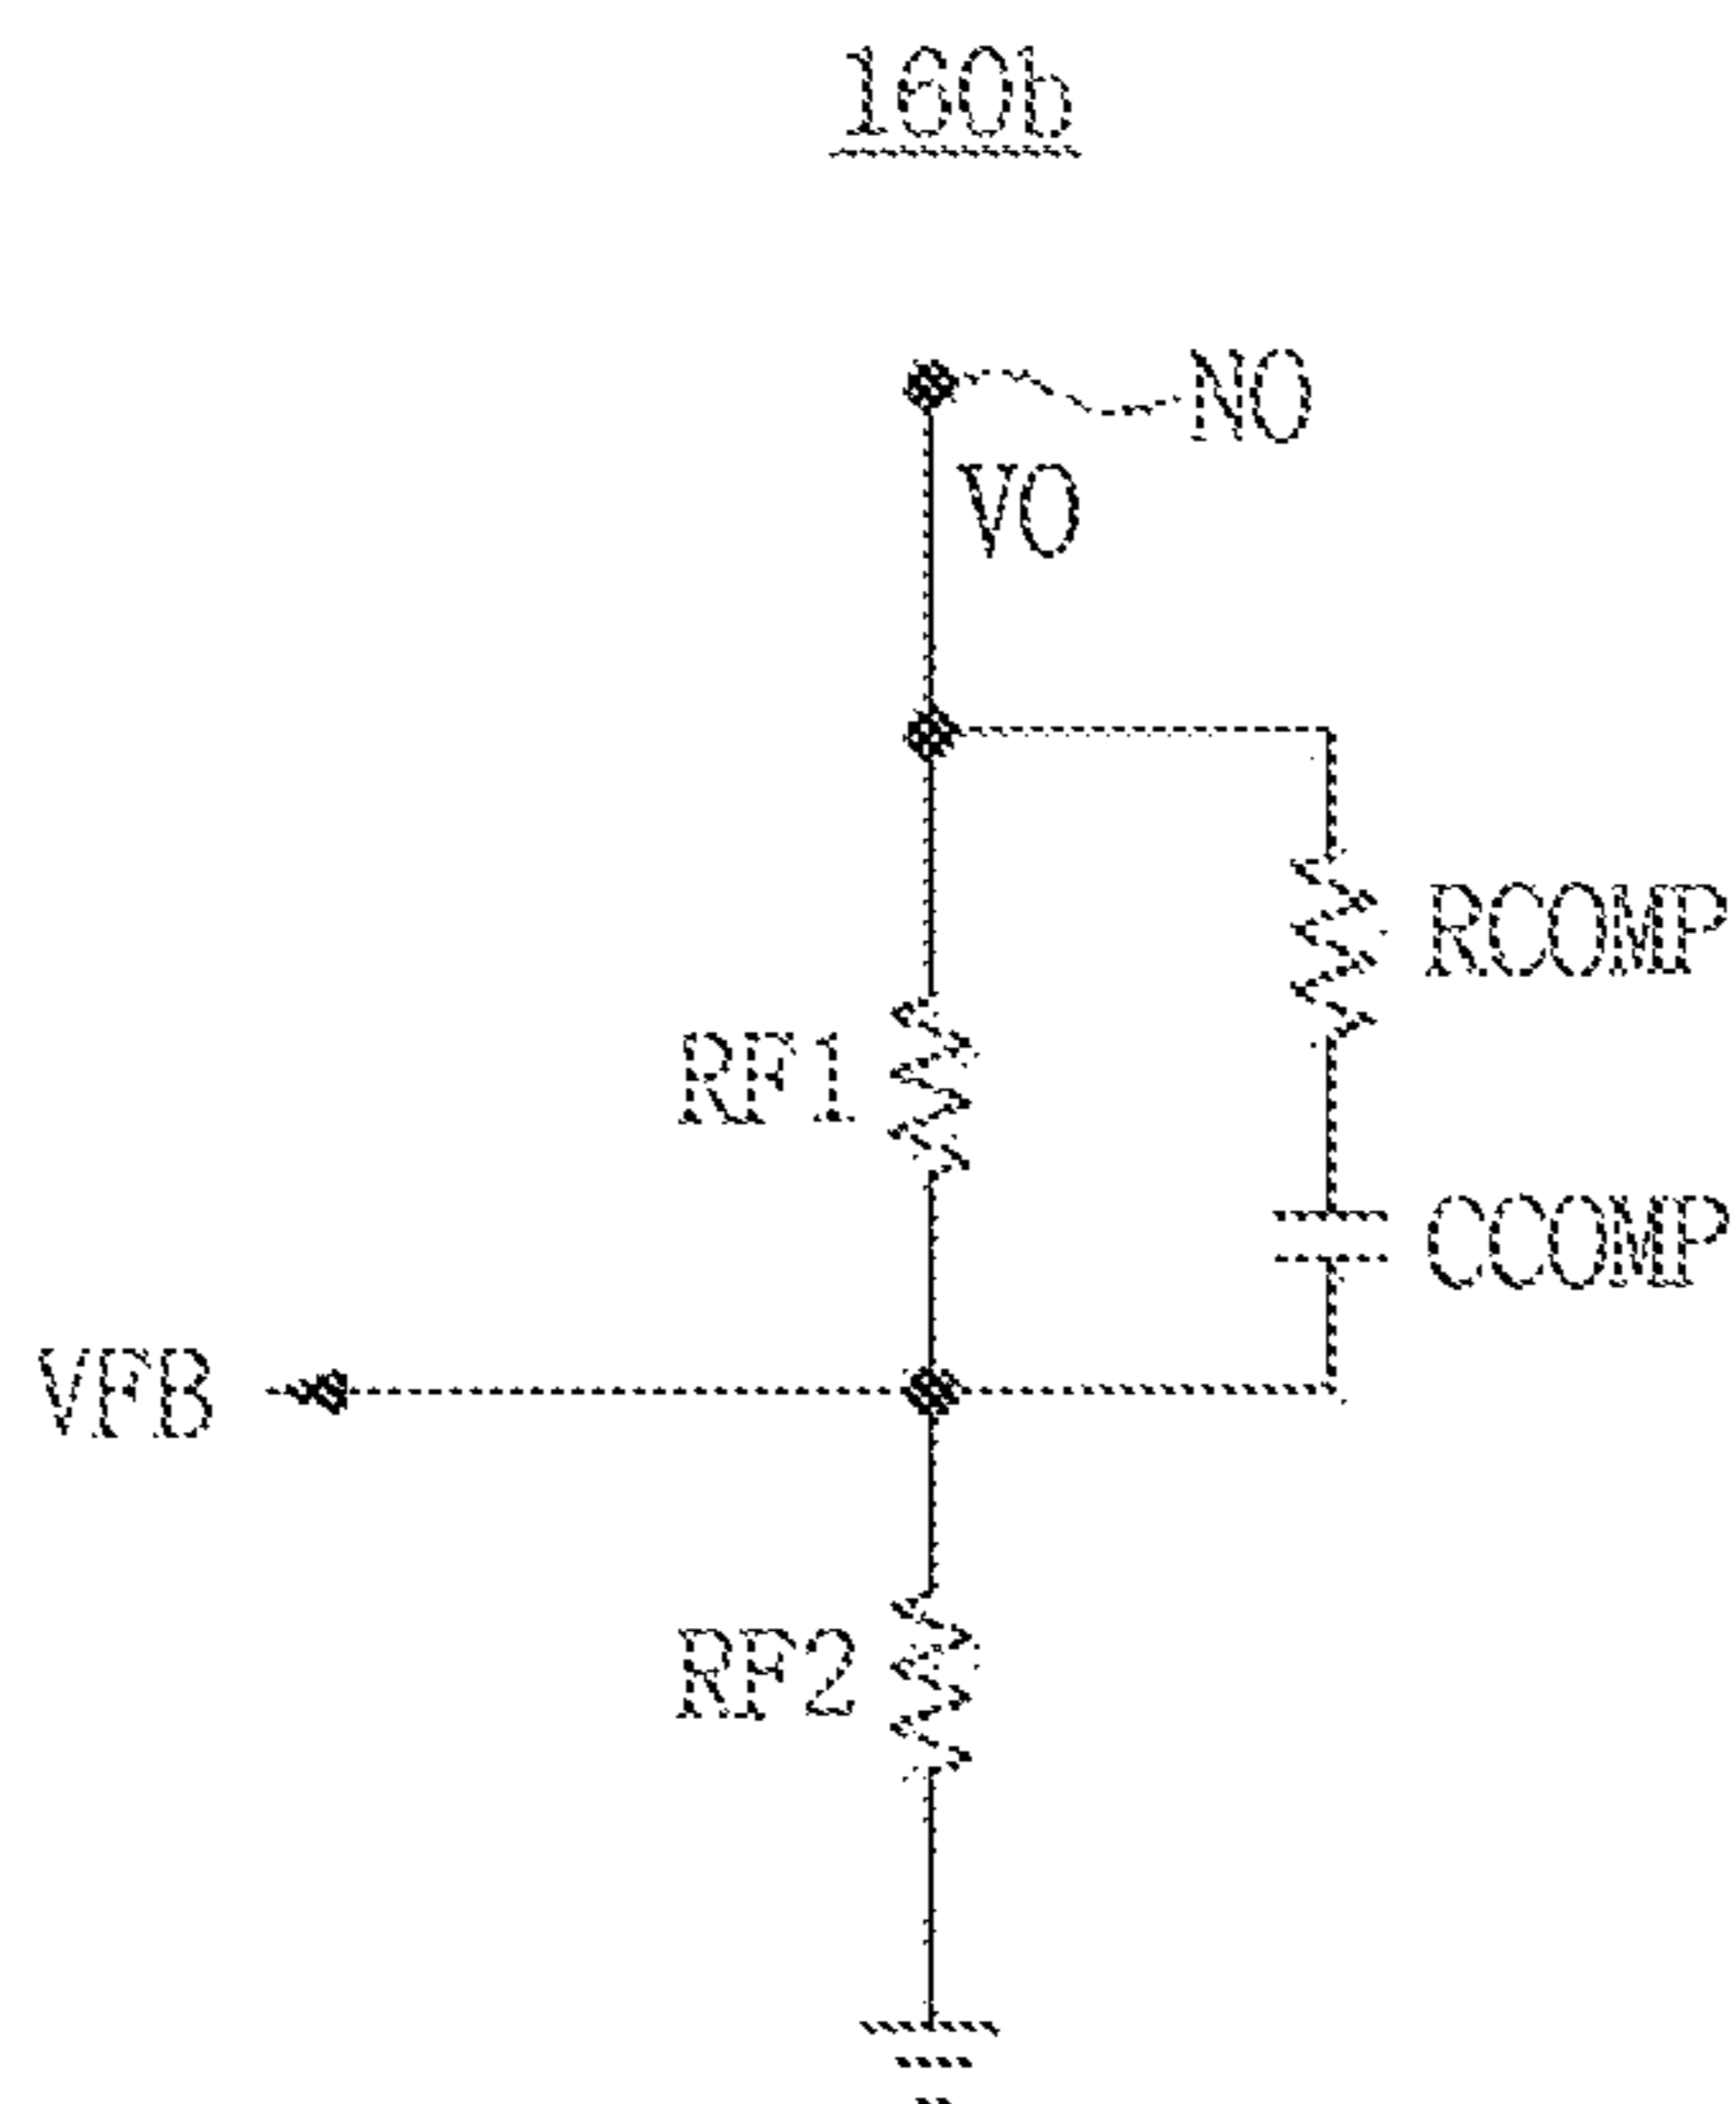 160b
NO
VO
RCOMP
RF1
CCOMP
VFB
RF2